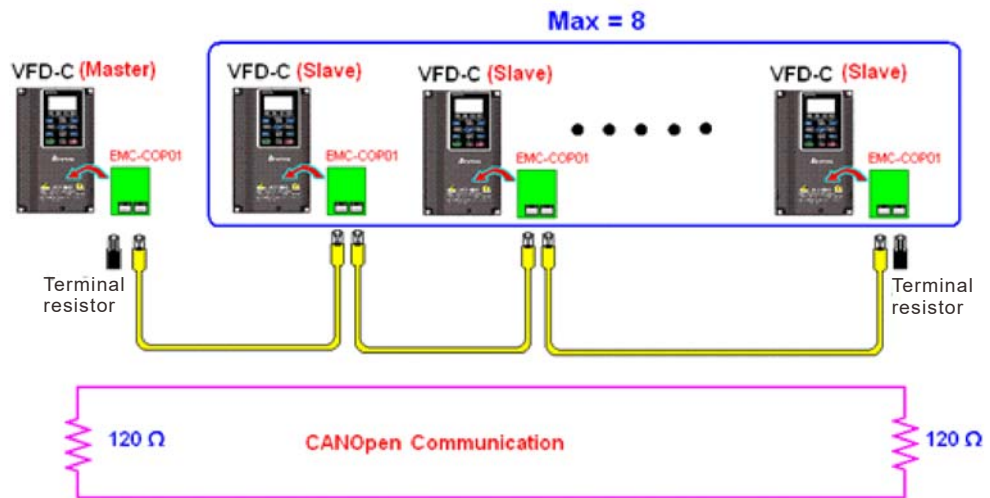 Max = 8
VFD-C (Master)
VFD-C (Slave)
VFD-C (Slave)
VFD-C (Slave)
EMC-COP01
EMC-COP01
EMC-COP01
EMC-COP01
Terminal
resistor
Terminal
resistor
120 Ω
CANOpen Communication
120 Ω